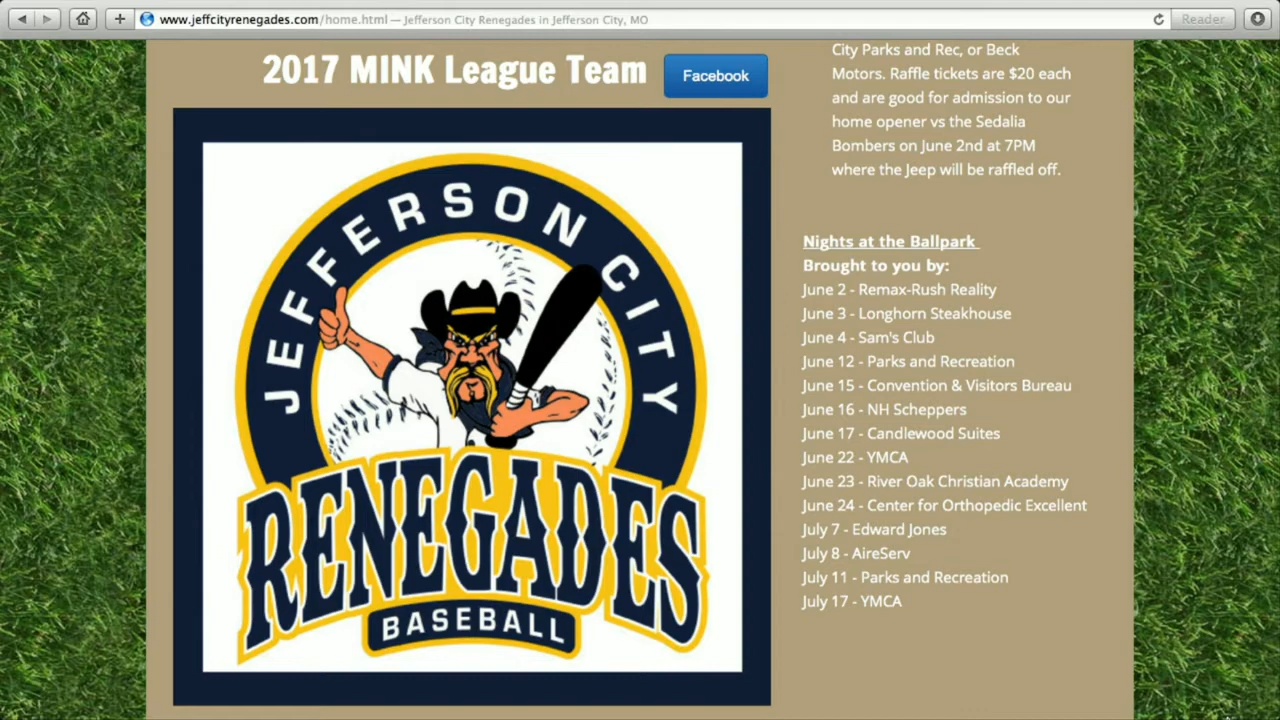 www.jeffcityrenegades.com/home.html — Jefferson City Renegades in Jefferson City, MO
Reader
2017 MINK League Team
Facebook
JEFFERSON CITY
RENEGADES
BASEBALL
City Parks and Rec, or Beck
Motors. Raffle tickets are $20 each
and are good for admission to our
home opener vs the Sedalia
Bombers on June 2nd at 7PM
where the Jeep will be raffled off.
Nights at the Ballpark
Brought to you by:
June 2 - Remax-Rush Reality
June 3 - Longhorn Steakhouse
June 4 - Sam's Club
June 12 - Parks and Recreation
June 15 - Convention & Visitors Bureau
June 16 - NH Scheppers
June 17 - Candlewood Suites
June 22 - YMCA
June 23 - River Oak Christian Academy
June 24 - Center for Orthopedic Excellent
July 7 - Edward Jones
July 8 - AireServ
July 11 - Parks and Recreation
July 17 - YMCA